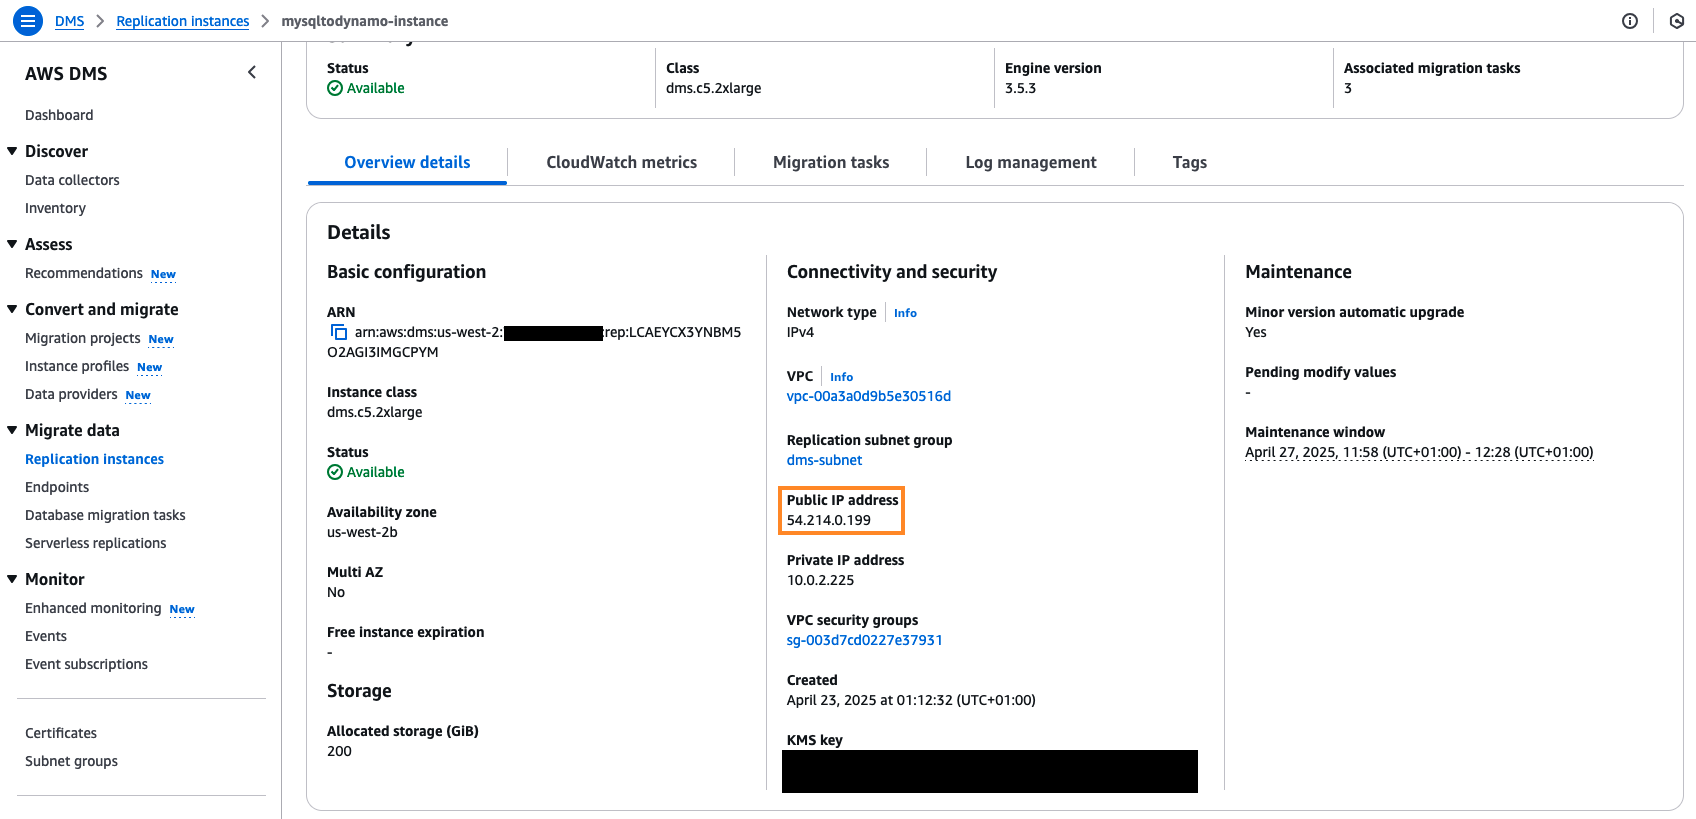 DMS > Replication instances > mysqltodynamo-instance
AWS DMS
Dashboard
Discover
Data collectors
Inventory
Assess
Recommendations New
Convert and migrate
Migration projects New
Instance profiles New
Data providers New
Migrate data
Replication instances
Endpoints
Database migration tasks
Serverless replications
Monitor
Enhanced monitoring New
Events
Event subscriptions
Certificates
Subnet groups
Status
Available
Class
dms.c5.2xlarge
Engine version
3.5.3
Associated migration tasks
3
Overview details
CloudWatch metrics
Migration tasks
Log management
Tags
Details
Basic configuration
ARN
arn:aws:dms:us-west-2: :rep:LCAEYCX3YNBM5
O2AGI3IMGCPYM
Instance class
dms.c5.2xlarge
Status
Available
Availability zone
us-west-2b
Multi AZ
No
Free instance expiration
-
Storage
Allocated storage (GiB)
200
Connectivity and security
Network type Info
IPv4
VPC Info
vpc-00a3a0d9b5e30516d
Replication subnet group
dms-subnet
Public IP address
54.214.0.199
Private IP address
10.0.2.225
VPC security groups
sg-003d7cd0227e37931
Created
April 23, 2025 at 01:12:32 (UTC+01:00)
KMS key
Maintenance
Minor version automatic upgrade
Yes
Pending modify values
-
Maintenance window
April 27, 2025, 11:58 (UTC+01:00) - 12:28 (UTC+01:00)